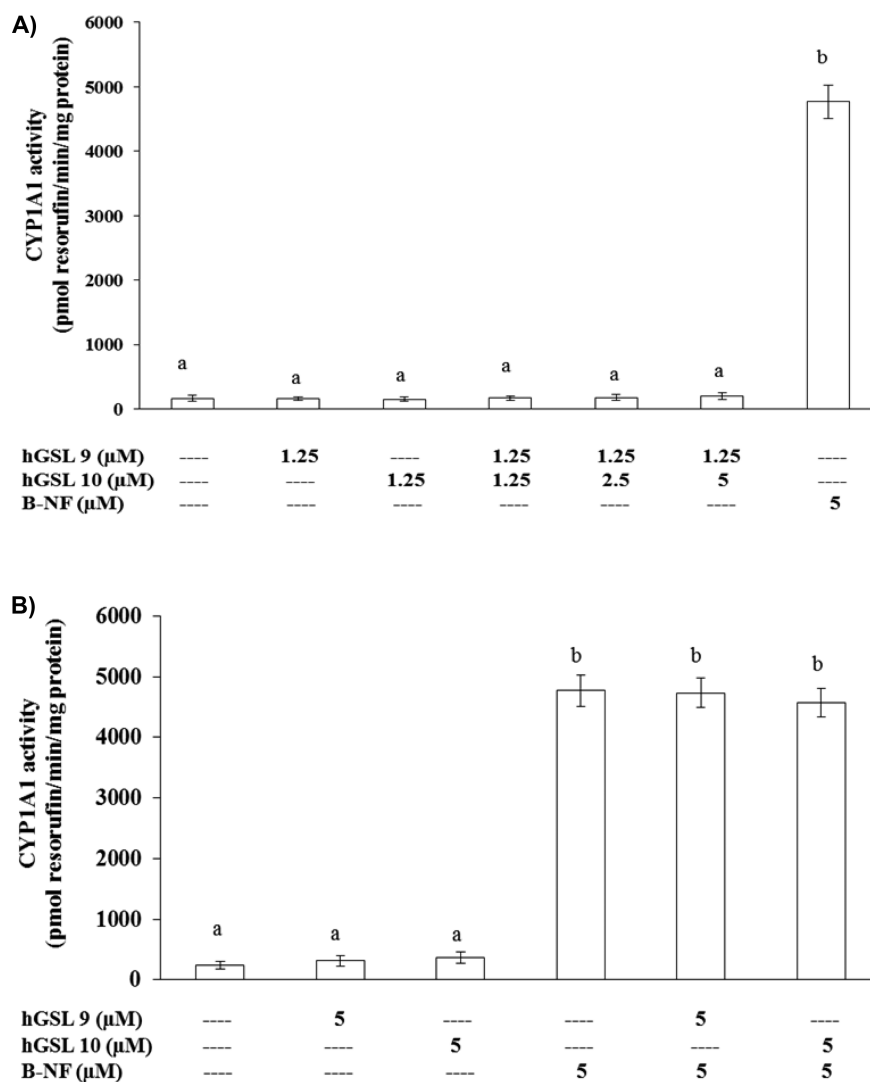 A)
CYP1A1 activity
(pmol resorufin/min/mg protein)
6000
5000
4000
3000
2000
1000
0
a a a a a a b
hGSL 9 (µM) ---- 1.25 ---- 1.25 1.25 1.25 ----
hGSL 10 (µM) ---- ---- 1.25 1.25 2.5 5 ----
B-NF (µM) ---- ---- ---- ---- ---- ---- 5
B)
CYP1A1 activity
(pmol resorufin/min/mg protein)
6000
5000
4000
3000
2000
1000
0
a a a b b b
hGSL 9 (µM) ---- 5 ---- ---- 5 ----
hGSL 10 (µM) ---- ---- 5 ---- ---- 5
B-NF (µM) ---- ---- ---- 5 5 5